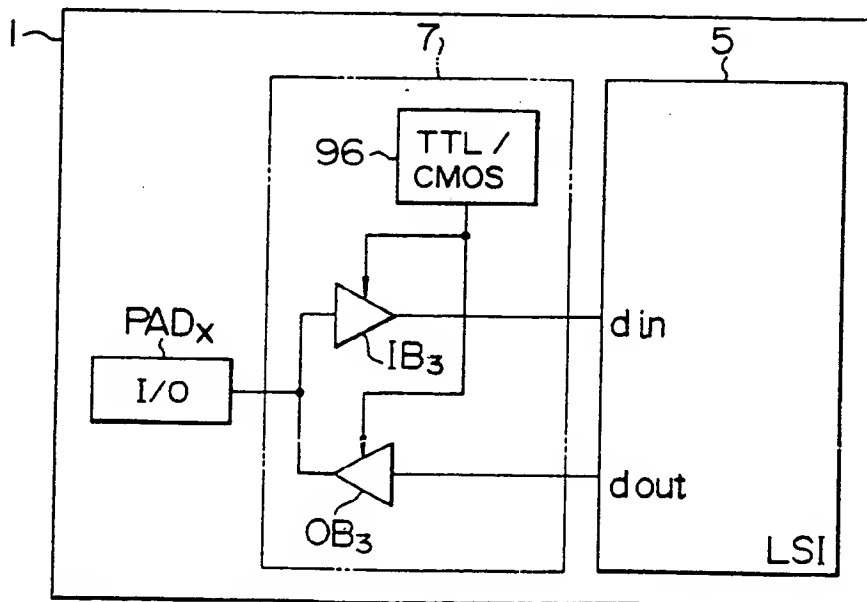 1
7
5
96
TTL /
CMOS
PADx
I/O
IB3
din
OB3
dout
LSI